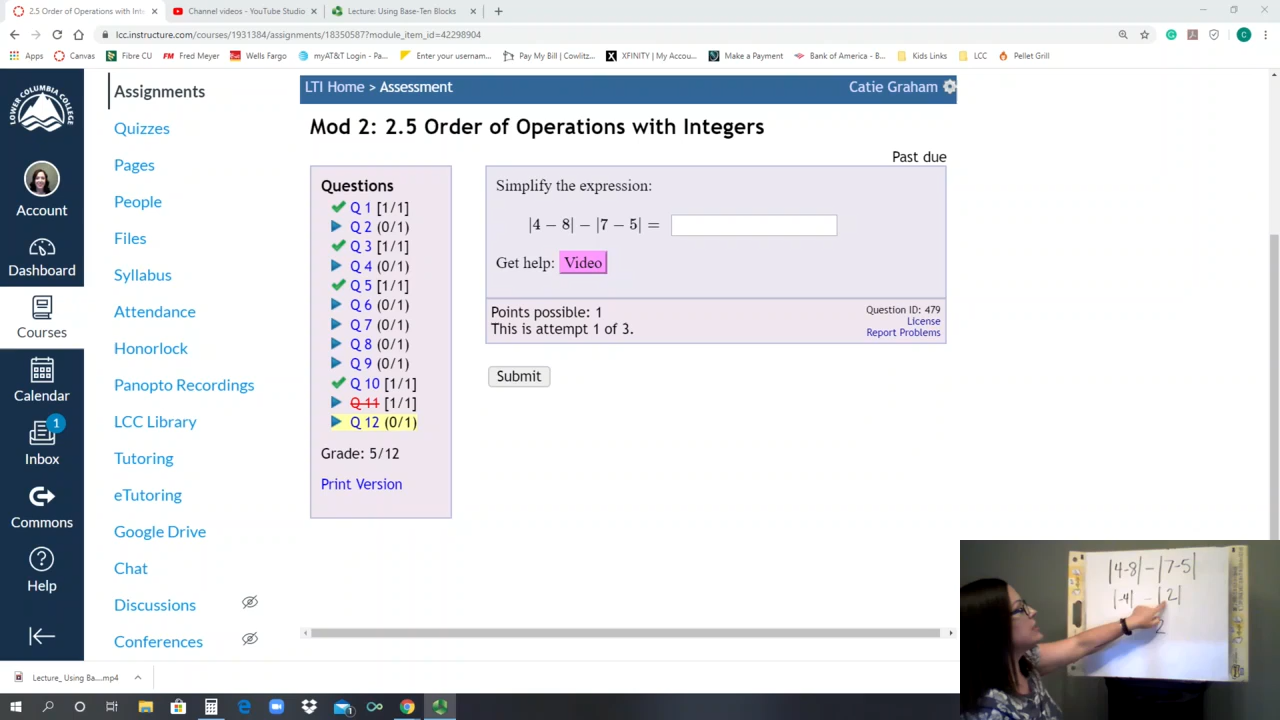 2.5 Order of Operations with Inte
Channel videos - YouTube Studio
Lecture: Using Base-Ten Blocks
lcc.instructure.com/courses/1931384/assignments/18350587?module_item_id=42298904
Apps
Canvas
Fibre CU
Fred Meyer
Wells Fargo
myAT&T Login - Pa...
Enter your usernam...
Pay My Bill | Cowlitz...
XFINITY | My Accou...
Make a Payment
Bank of America - B...
Kids Links
LCC
Pellet Grill
LOWER COLUMBIA COLLEGE
Account
Dashboard
Courses
Calendar
1
Inbox
Commons
Help
Assignments
Quizzes
Pages
People
Files
Syllabus
Attendance
Honorlock
Panopto Recordings
LCC Library
Tutoring
eTutoring
Google Drive
Chat
Discussions
Conferences
LTI Home > Assessment
Catie Graham
Mod 2: 2.5 Order of Operations with Integers
Past due
Questions
Q 1 [1/1]
Q 2 (0/1)
Q 3 [1/1]
Q 4 (0/1)
Q 5 [1/1]
Q 6 (0/1)
Q 7 (0/1)
Q 8 (0/1)
Q 9 (0/1)
Q 10 [1/1]
Q 11 [1/1]
Q 12 (0/1)
Grade: 5/12
Print Version
Simplify the expression:
|4 − 8| − |7 − 5| =
Get help: Video
Points possible: 1
This is attempt 1 of 3.
Question ID: 479
License
Report Problems
Submit
|4-8| - |7-5|
|-4| - |2|
2
Lecture_ Using Ba....mp4